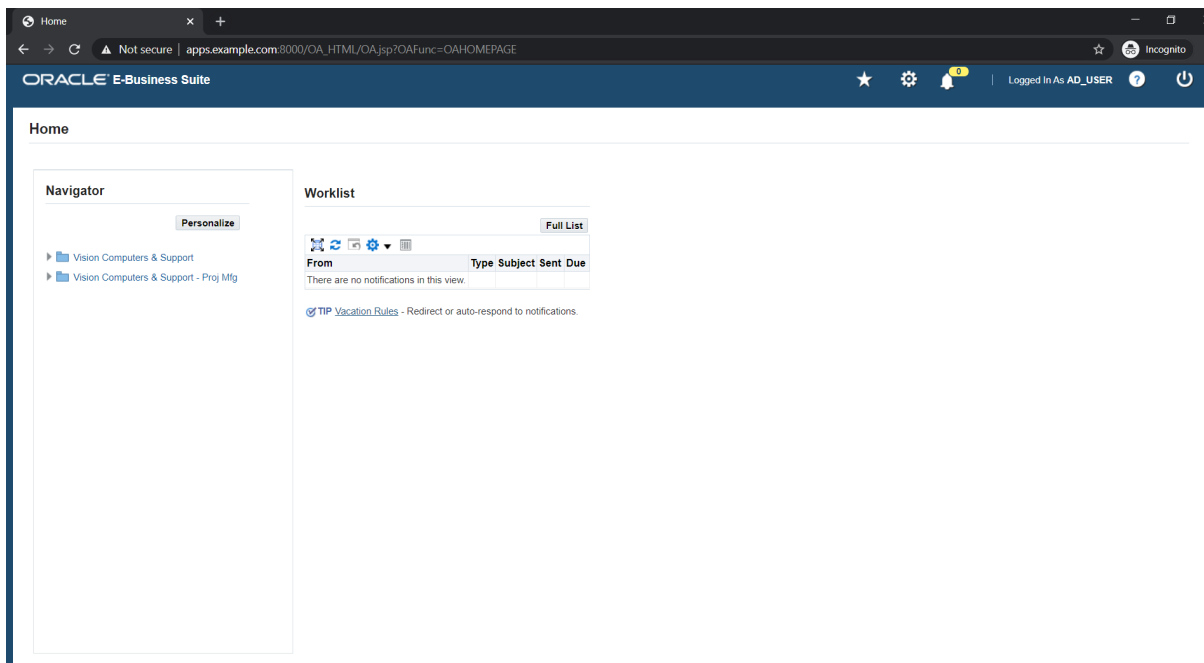 Home
Not secure | apps.example.com:8000/OA_HTML/OA.jsp?OAFunc=OAHOMEPAGE
Incognito
ORACLE E-Business Suite
0
Logged In As AD_USER
?
Home
Navigator
Personalize
Vision Computers & Support
Vision Computers & Support - Proj Mfg
Worklist
Full List
From Type Subject Sent Due
There are no notifications in this view.
TIP Vacation Rules - Redirect or auto-respond to notifications.